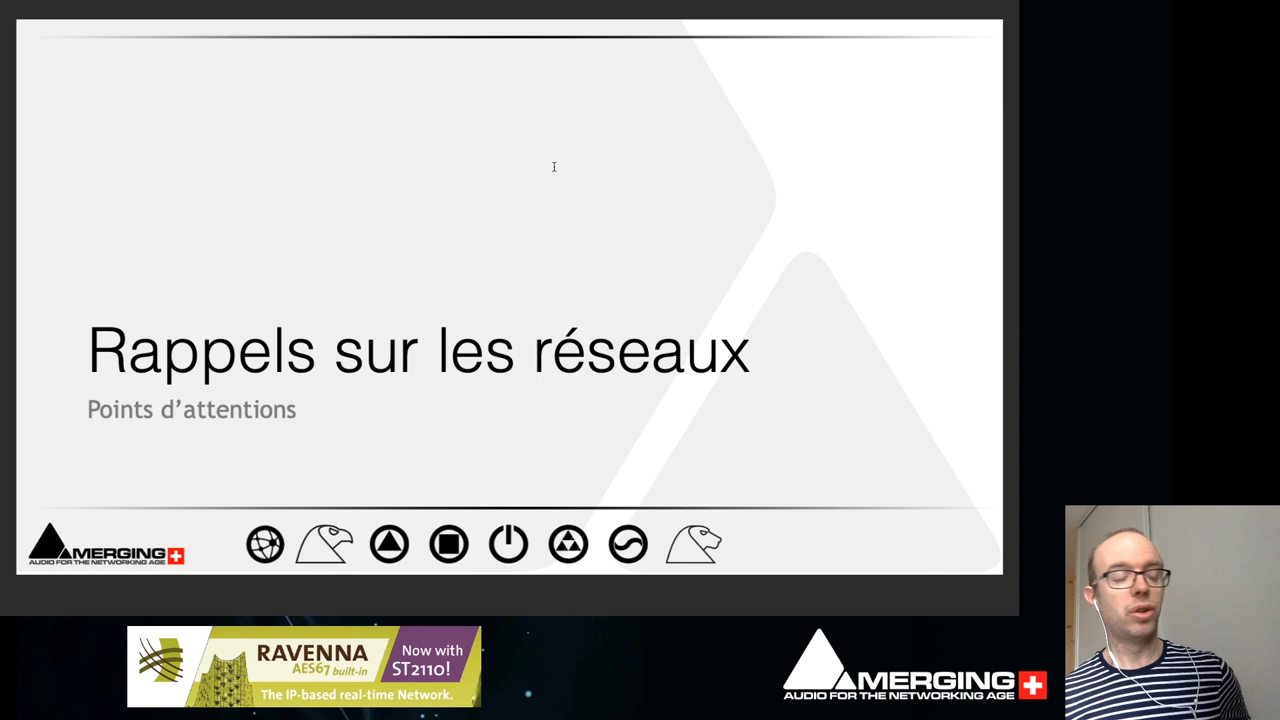 Rappels sur les réseaux
Points d'attentions
MERGING
AUDIO FOR THE NETWORKING AGE
RAVENNA
AES67 built-in
Now with
ST2110!
The IP-based real-time Network.
MERGING
AUDIO FOR THE NETWORKING AGE